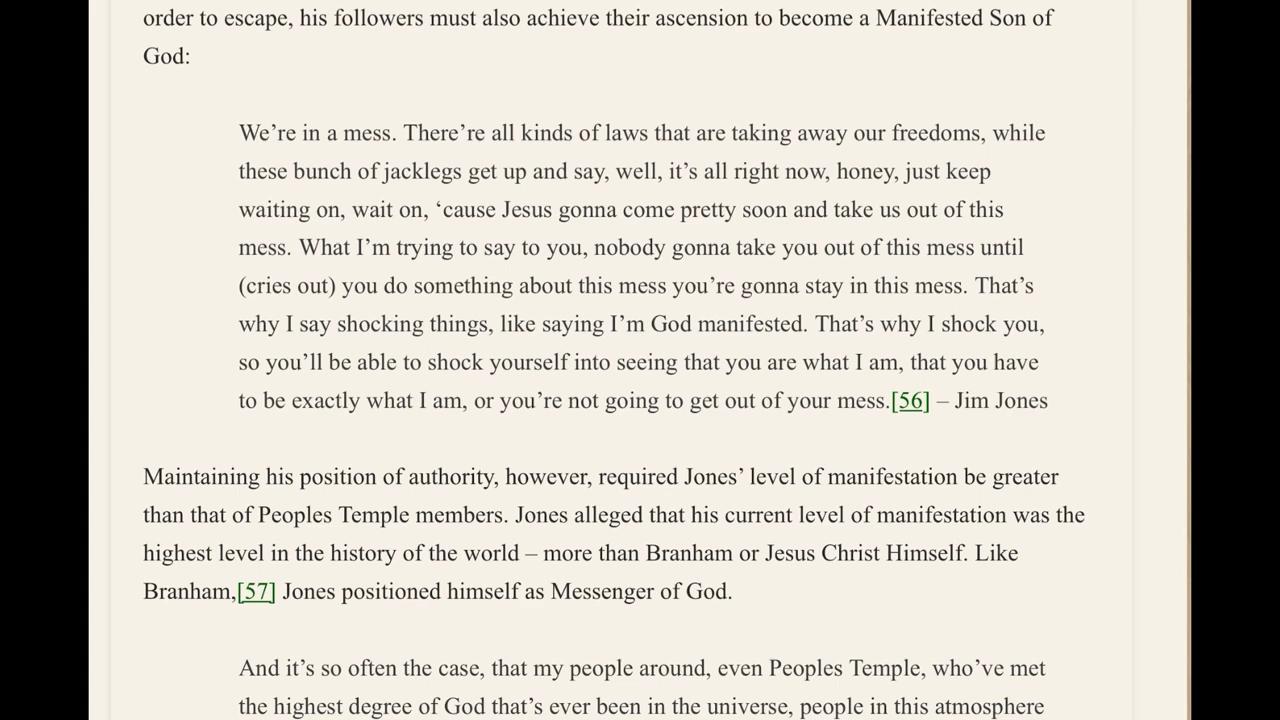 order to escape, his followers must also achieve their ascension to become a Manifested Son of
God:
We’re in a mess. There’re all kinds of laws that are taking away our freedoms, while
these bunch of jacklegs get up and say, well, it’s all right now, honey, just keep
waiting on, wait on, ‘cause Jesus gonna come pretty soon and take us out of this
mess. What I’m trying to say to you, nobody gonna take you out of this mess until
(cries out) you do something about this mess you’re gonna stay in this mess. That’s
why I say shocking things, like saying I’m God manifested. That’s why I shock you,
so you’ll be able to shock yourself into seeing that you are what I am, that you have
to be exactly what I am, or you’re not going to get out of your mess.[56] – Jim Jones
Maintaining his position of authority, however, required Jones’ level of manifestation be greater
than that of Peoples Temple members. Jones alleged that his current level of manifestation was the
highest level in the history of the world – more than Branham or Jesus Christ Himself. Like
Branham,[57] Jones positioned himself as Messenger of God.
And it’s so often the case, that my people around, even Peoples Temple, who’ve met
the highest degree of God that’s ever been in the universe, people in this atmosphere